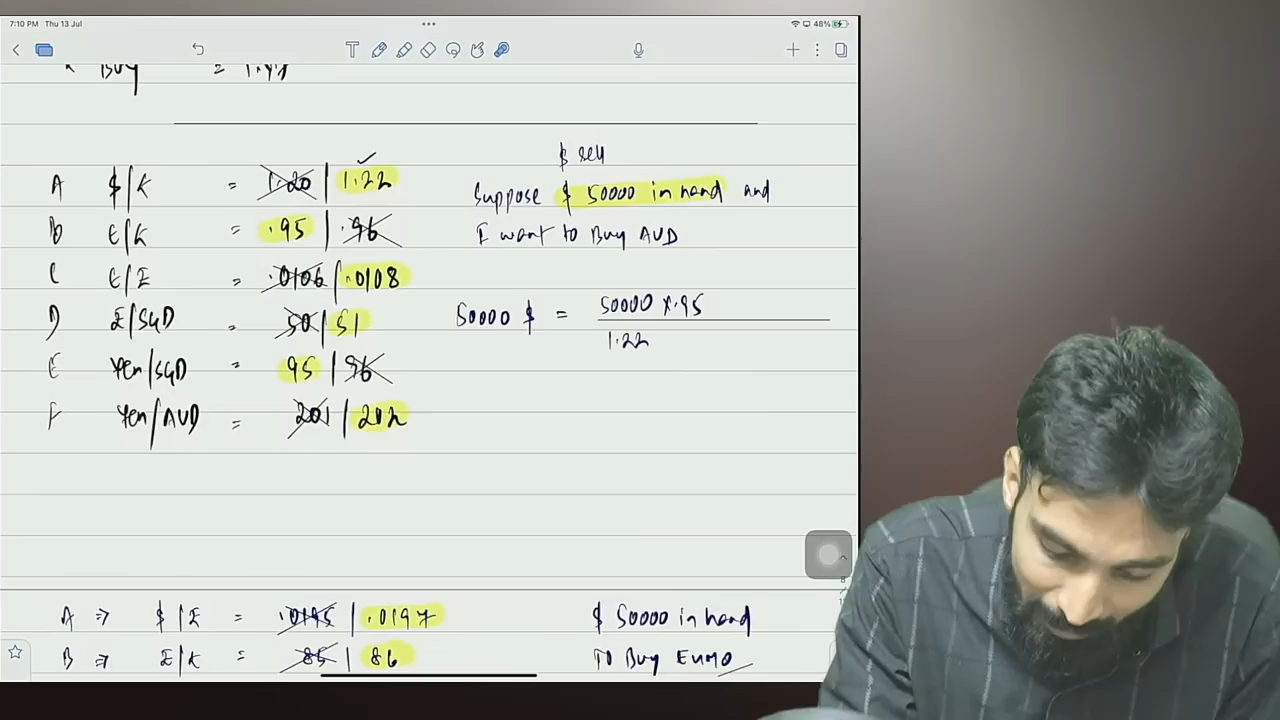 7:10 PM Thu 13 Jul
48%
Buy = 1.
A $/K = 1.20 | 1.22
B E/K = .95 | .96
C E/I = .0106 | .0108
D I/SGD = 50 | 51
E Yen/SGD = 95 | 96
F Yen/AUD = 201 | 202
$ sell
Suppose $ 50000 in hand and
I want to Buy AUD
50000 $ = 50000 x .95
1.22
A ⇒ $/I = .0195 | .0197
B ⇒ I/K = 85 | 86
$ 50000 in hand
To Buy EURO